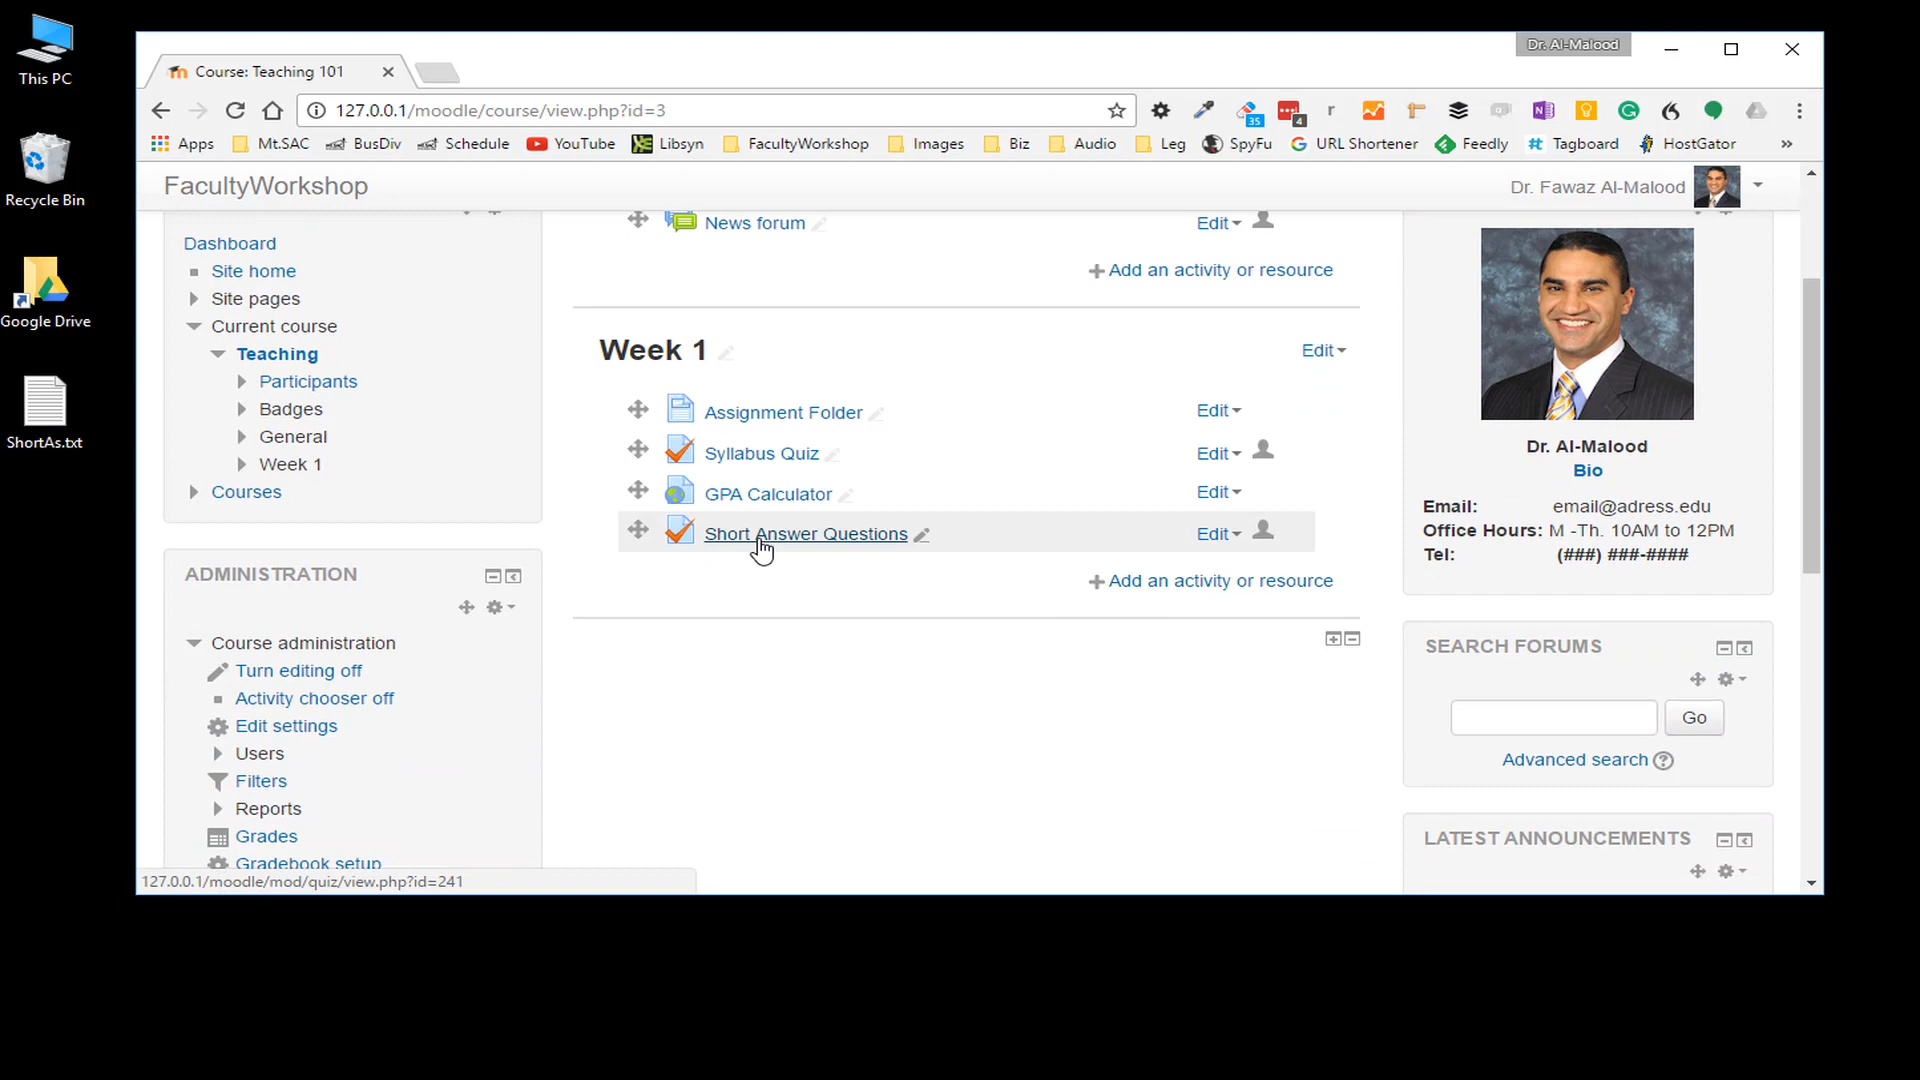 This PC
Recycle Bin
Google Drive
ShortAs.txt
Dr. Al-Malood
Course: Teaching 101
127.0.0.1/moodle/course/view.php?id=3
35
4
r
Apps
Mt.SAC
BusDiv
Schedule
YouTube
Libsyn
FacultyWorkshop
Images
Biz
Audio
Leg
SpyFu
URL Shortener
Feedly
Tagboard
HostGator
»
FacultyWorkshop
Dr. Fawaz Al-Malood
Dashboard
Site home
Site pages
Current course
Teaching
Participants
Badges
General
Week 1
Courses
ADMINISTRATION
Course administration
Turn editing off
Activity chooser off
Edit settings
Users
Filters
Reports
Grades
Gradebook setup
127.0.0.1/moodle/mod/quiz/view.php?id=241
News forum
Edit
Add an activity or resource
Week 1
Edit
Assignment Folder
Edit
Syllabus Quiz
Edit
GPA Calculator
Edit
Short Answer Questions
Edit
Add an activity or resource
Dr. Al-Malood
Bio
Email: email@adress.edu
Office Hours: M -Th. 10AM to 12PM
Tel: (###) ###-####
SEARCH FORUMS
Go
Advanced search
LATEST ANNOUNCEMENTS